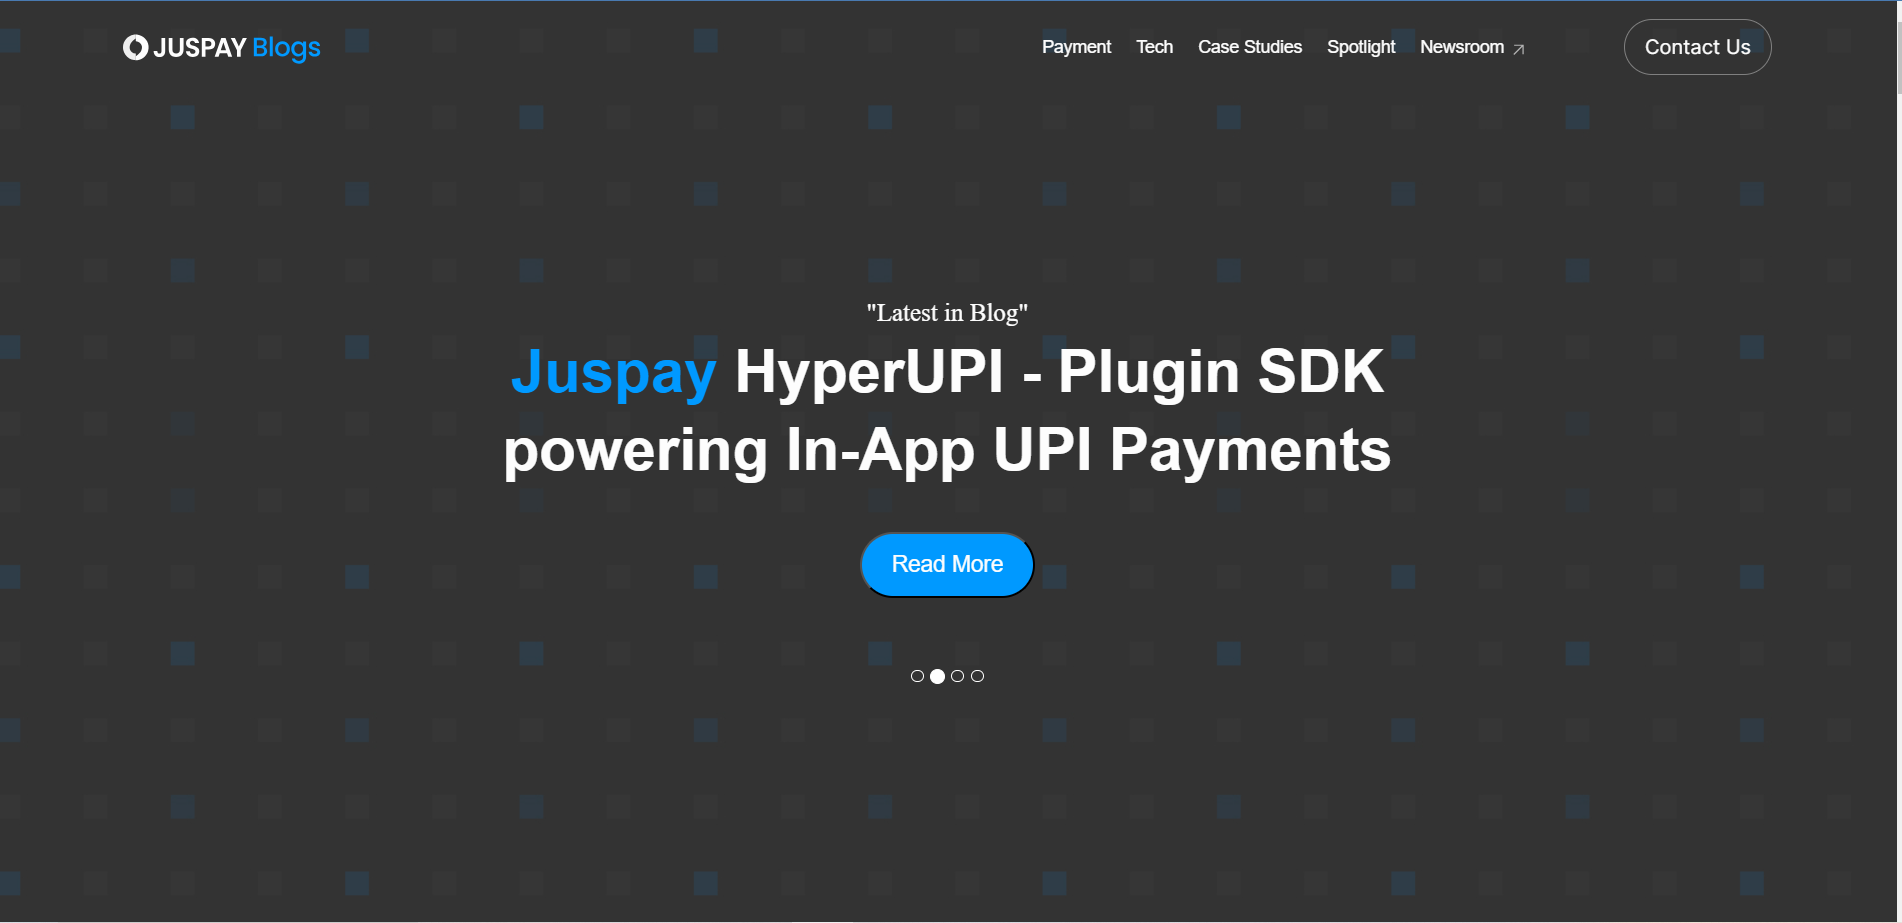 JUSPAY Blogs
Payment Tech Case Studies Spotlight Newsroom
Contact Us
"Latest in Blog"
Juspay HyperUPI - Plugin SDK
powering In-App UPI Payments
Read More